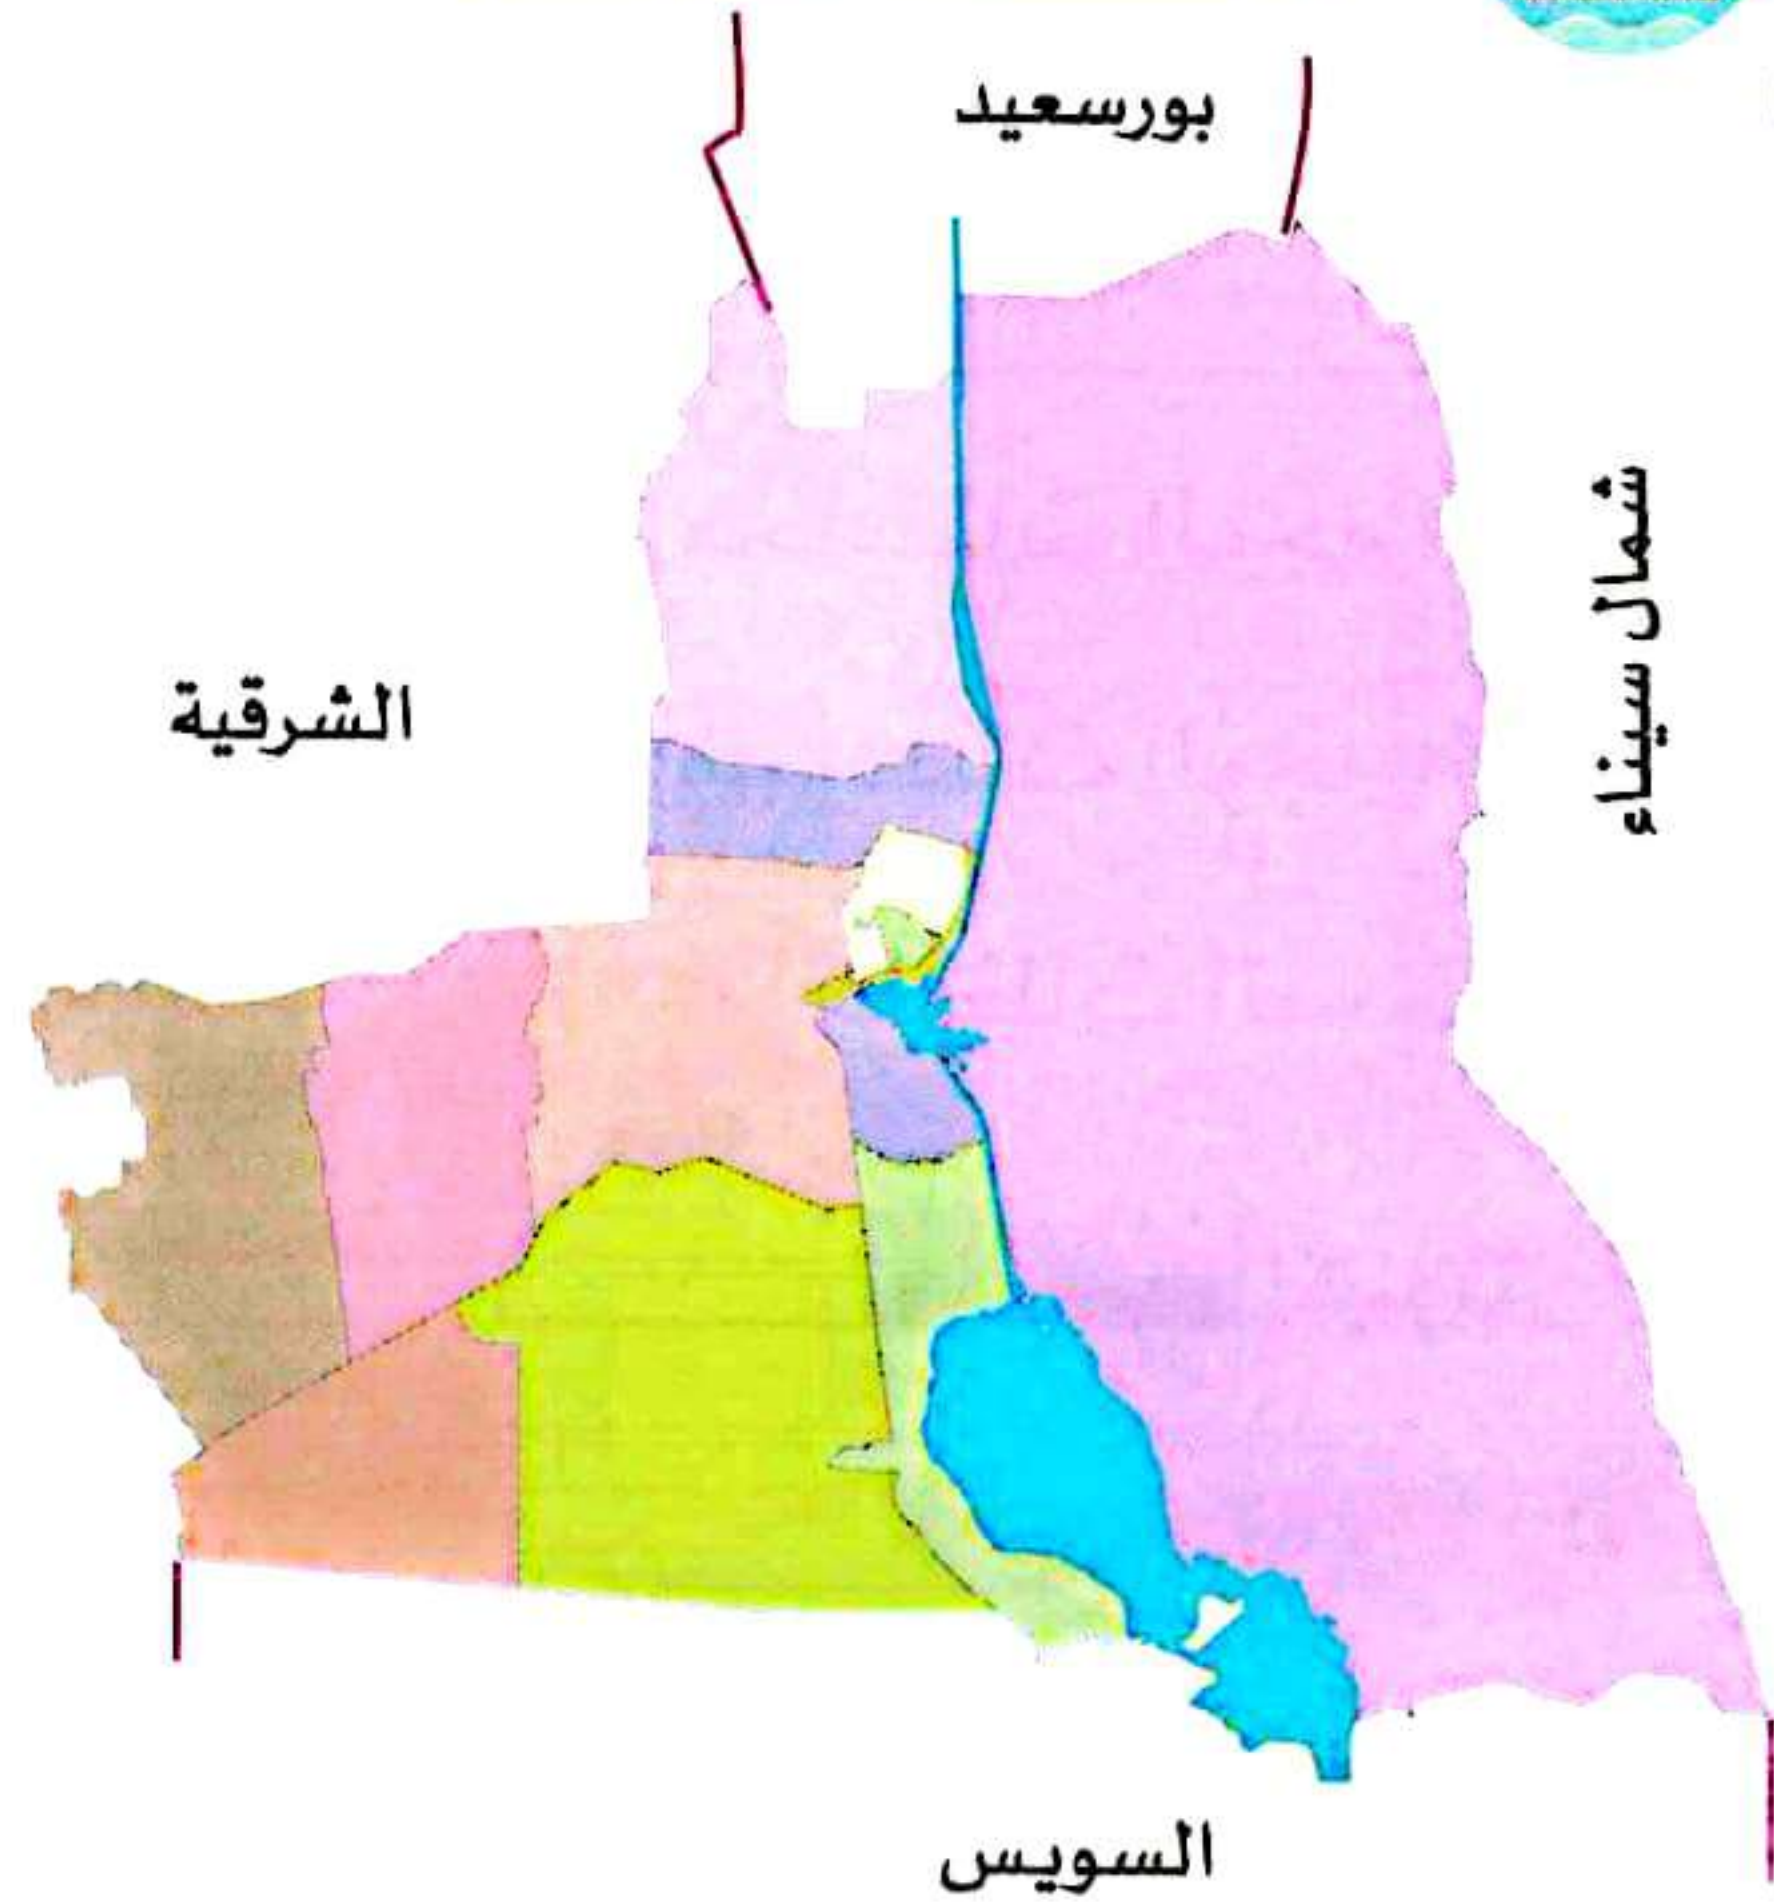 بورسعيد
شمال سيناء
الشرقية
السويس